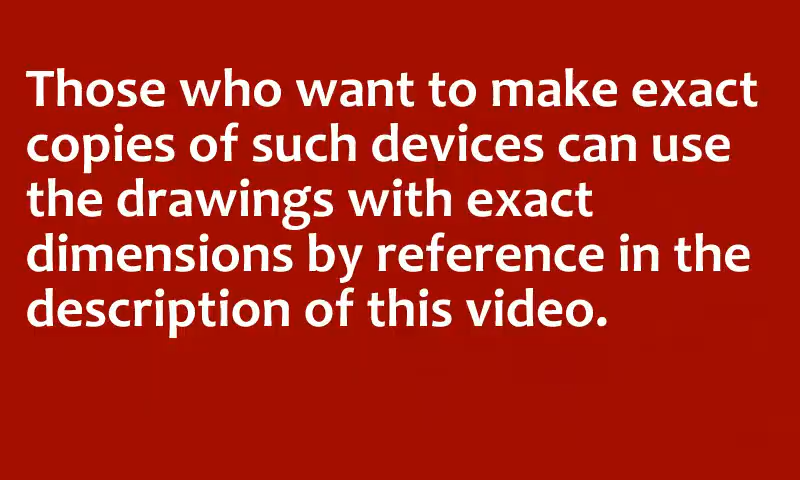 Those who want to make exact
copies of such devices can use
the drawings with exact
dimensions by reference in the
description of this video.